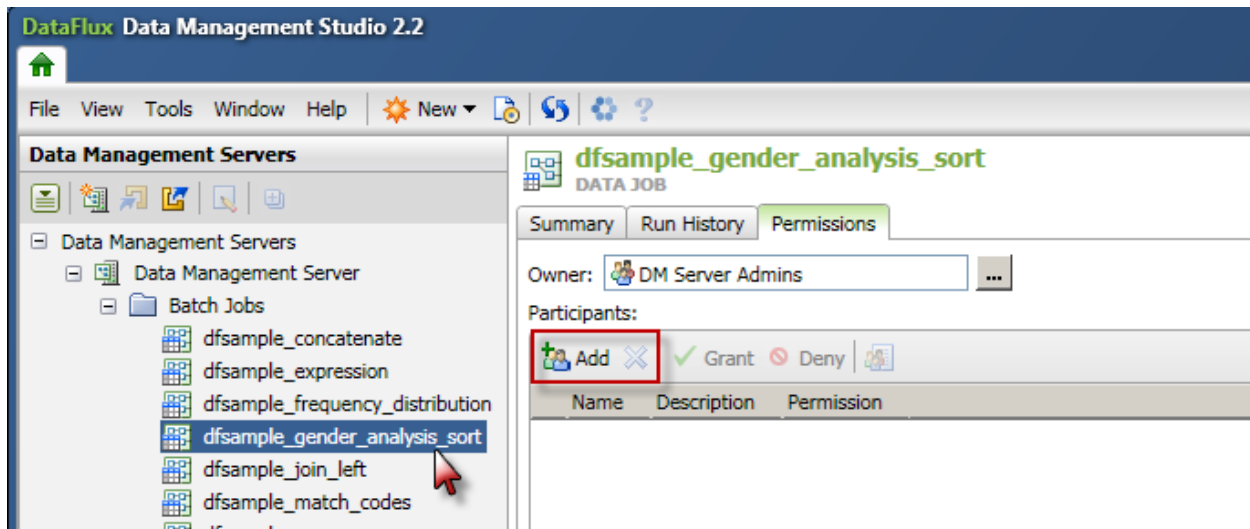 DataFlux Data Management Studio 2.2
File View Tools Window Help New ?
Data Management Servers
Data Management Servers
Data Management Server
Batch Jobs
dfsample_concatenate
dfsample_expression
dfsample_frequency_distribution
dfsample_gender_analysis_sort
dfsample_join_left
dfsample_match_codes
dfsample_gender_analysis_sort
DATA JOB
Summary Run History Permissions
Owner: DM Server Admins ...
Participants:
Add Grant Deny
Name Description Permission